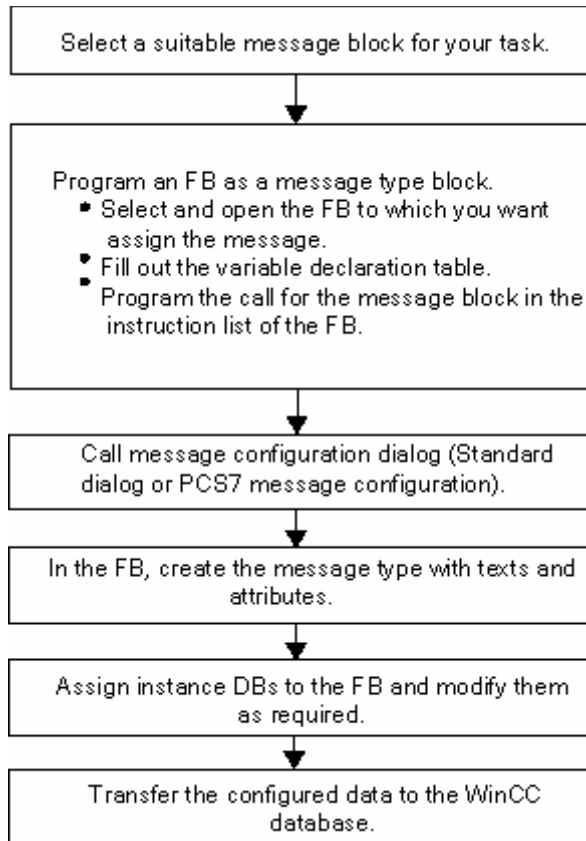 Select a suitable message block for your task.
Program an FB as a message type block.
• Select and open the FB to which you want
assign the message.
• Fill out the variable declaration table.
• Program the call for the message block in the
instruction list of the FB.
Call message configuration dialog (Standard
dialog or PCS7 message configuration).
In the FB, create the message type with texts and
attributes.
Assign instance DBs to the FB and modify them
as required.
Transfer the configured data to the WinCC
database.